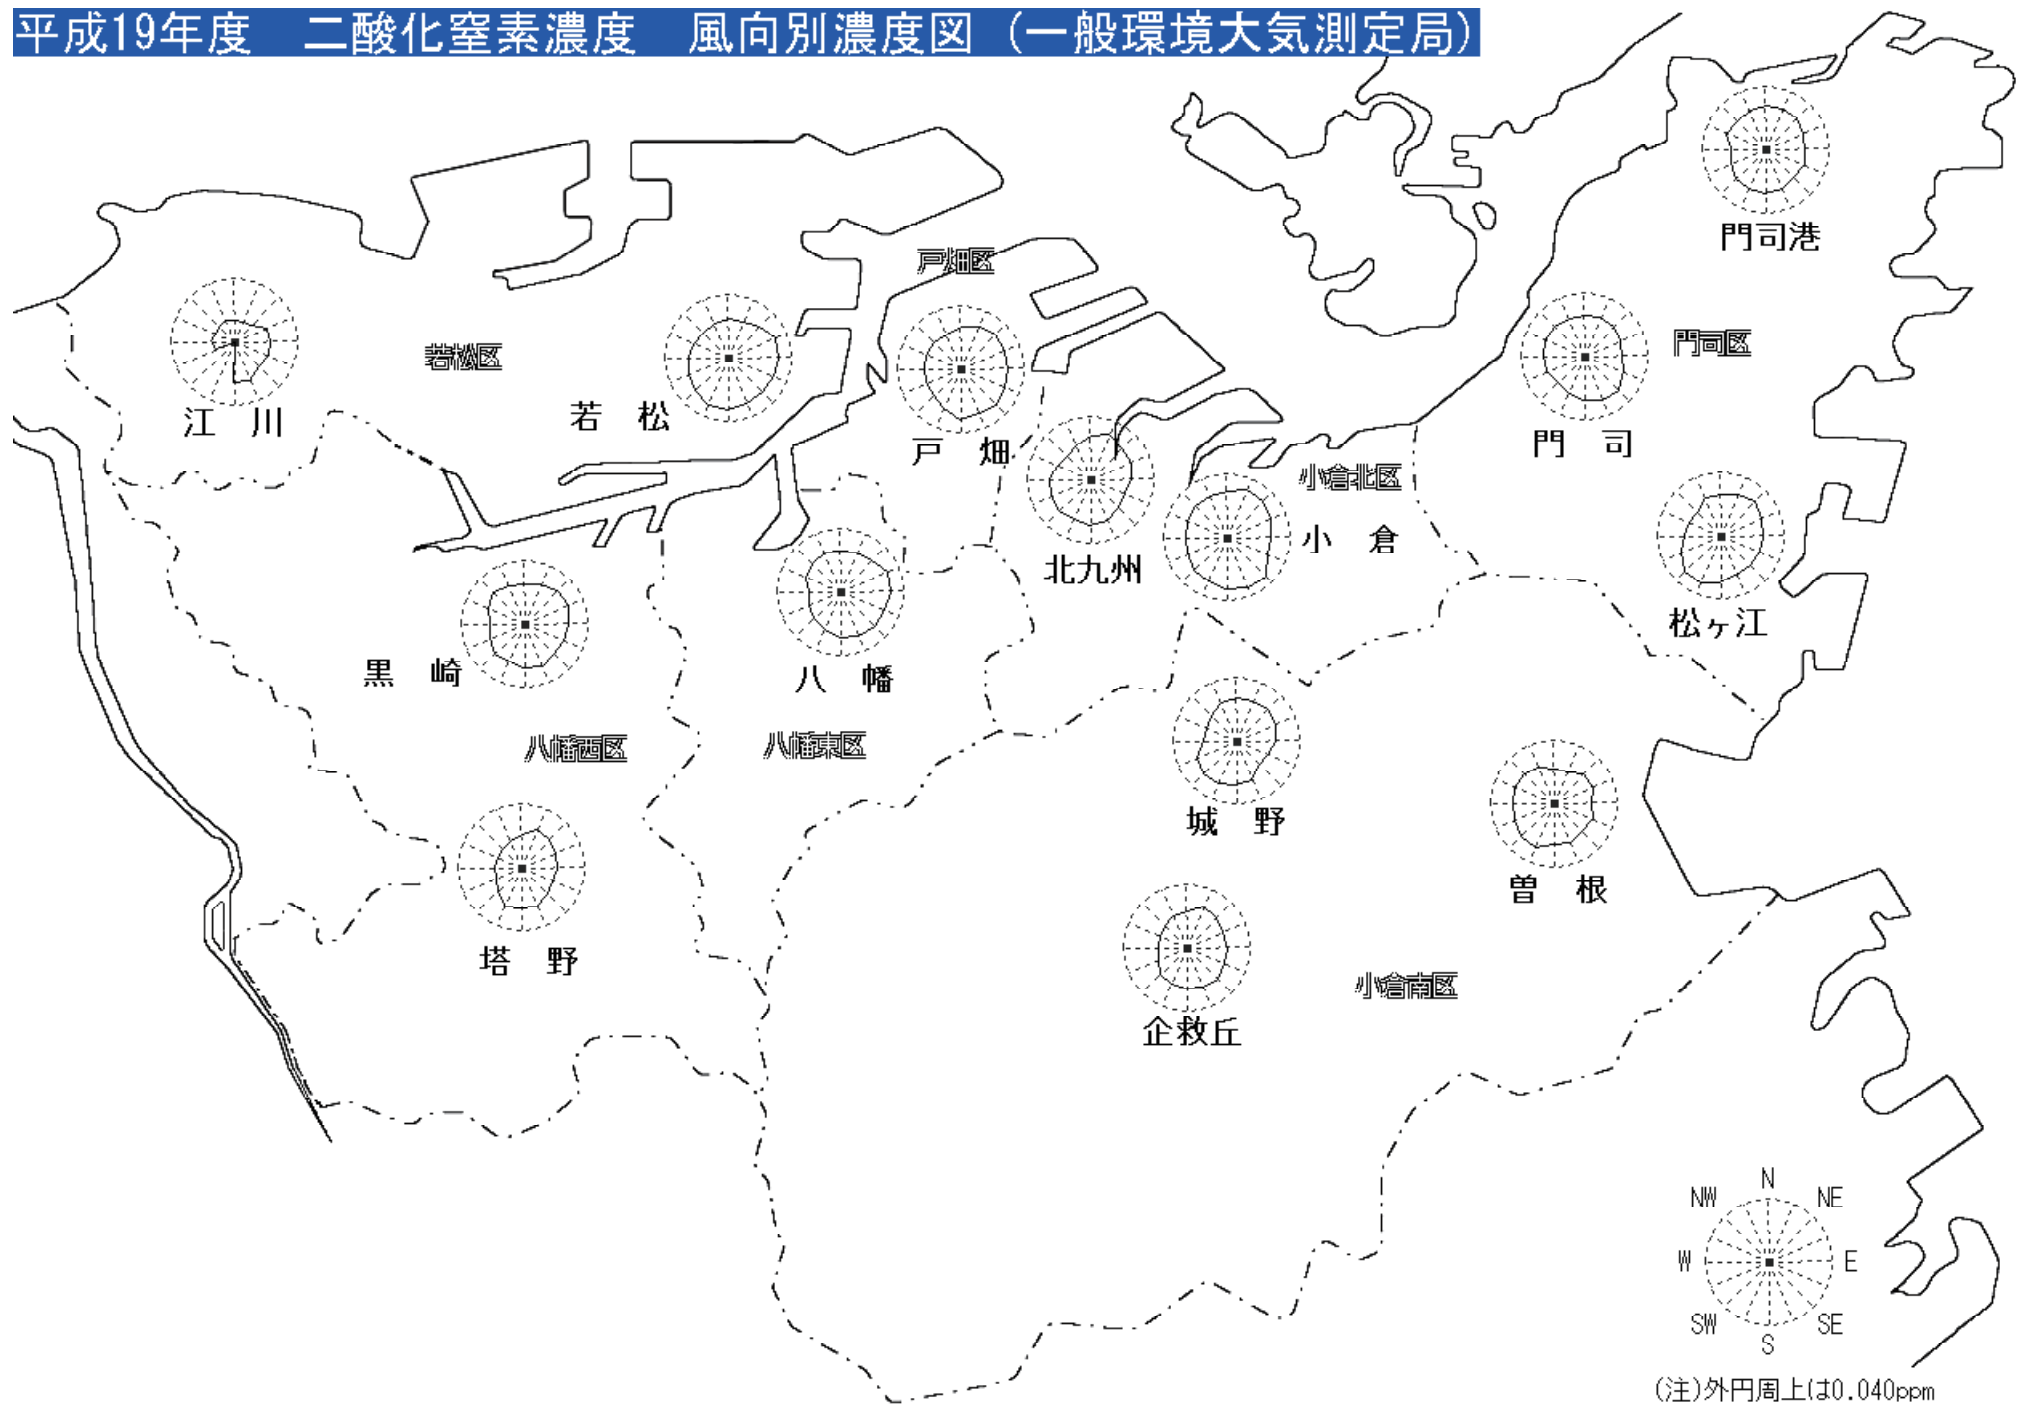 平成19年度　二酸化窒素濃度　風向別濃度図（一般環境大気測定局）
門司港
戸畑区
門司区
若松区
江　川
若　松
戸　畑
門　司
小倉北区
小　倉
北九州
松ヶ江
黒　崎
八　幡
八幡西区
八幡東区
城　野
曽　根
塔　野
小倉南区
企救丘
N
NW
NE
W
E
SW
SE
S
(注)外円周上は0.040ppm